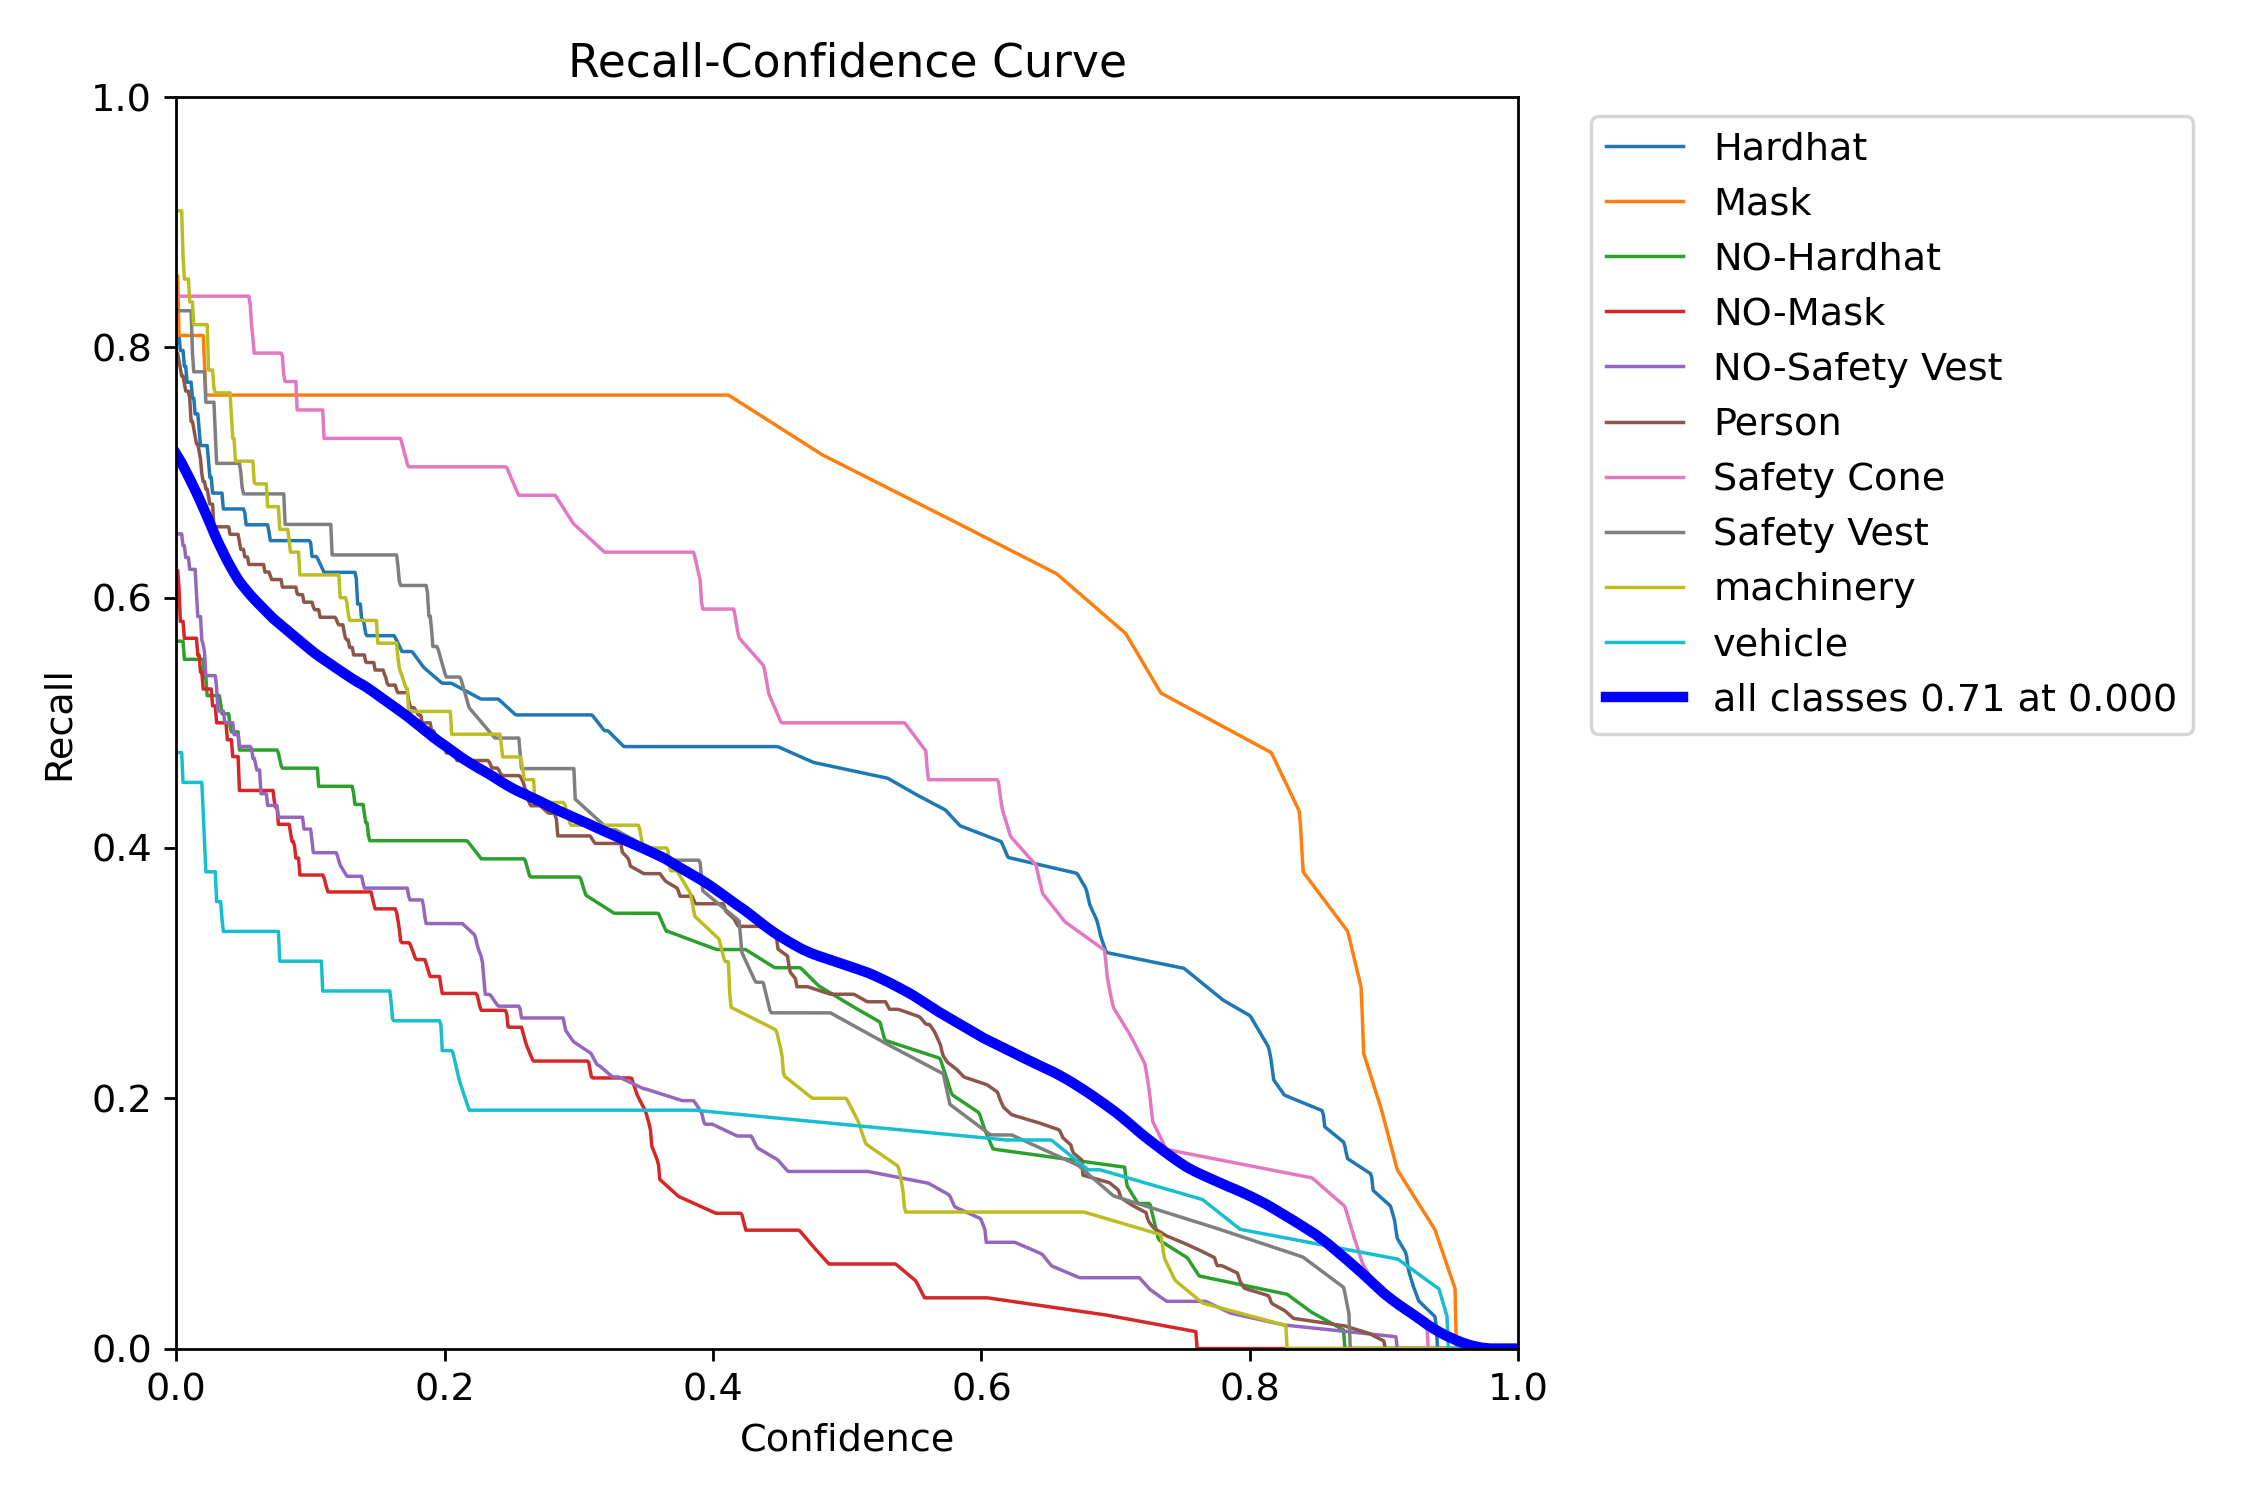 Recall-Confidence Curve
1.0
0.8
0.6
0.4
0.2
0.0
Recall
0.0 0.2 0.4 0.6 0.8 1.0
Confidence
Hardhat
Mask
NO-Hardhat
NO-Mask
NO-Safety Vest
Person
Safety Cone
Safety Vest
machinery
vehicle
all classes 0.71 at 0.000